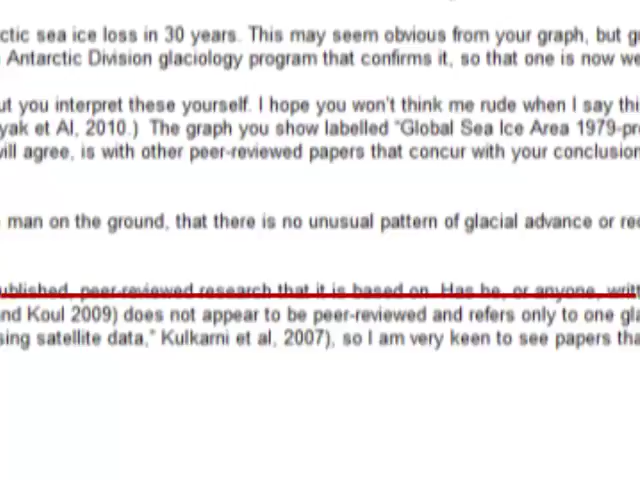 ctic sea ice loss in 30 years. This may seem obvious from your graph, but
Antarctic Division glaciology program that confirms it, so that one is now we
ut you interpret these yourself. I hope you won't think me rude when I say thi
yak et Al, 2010.) The graph you show labelled "Global Sea Ice Area 1979-pr
will agree, is with other peer-reviewed papers that concur with your conclusion
man on the ground, that there is no unusual pattern of glacial advance or re
ublished, peer-reviewed research that it is based on. Has he, or anyone, writ
nd Koul 2009) does not appear to be peer-reviewed and refers only to one gla
sing satellite data," Kulkarni et al, 2007), so I am very keen to see papers tha